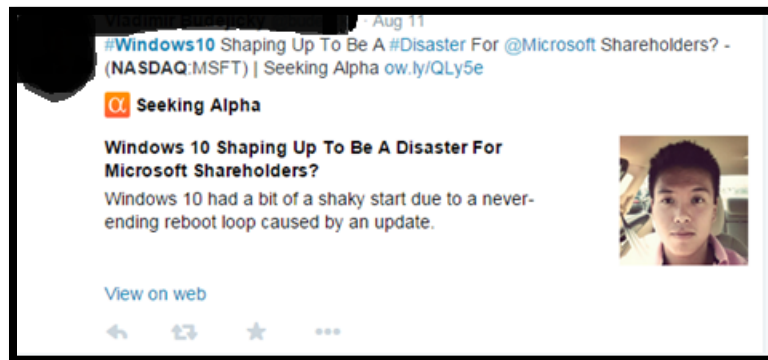 · Aug 11
#Windows10 Shaping Up To Be A #Disaster For @Microsoft Shareholders? -
(NASDAQ:MSFT) | Seeking Alpha ow.ly/QLy5e
α Seeking Alpha
Windows 10 Shaping Up To Be A Disaster For
Microsoft Shareholders?
Windows 10 had a bit of a shaky start due to a never-
ending reboot loop caused by an update.
View on web